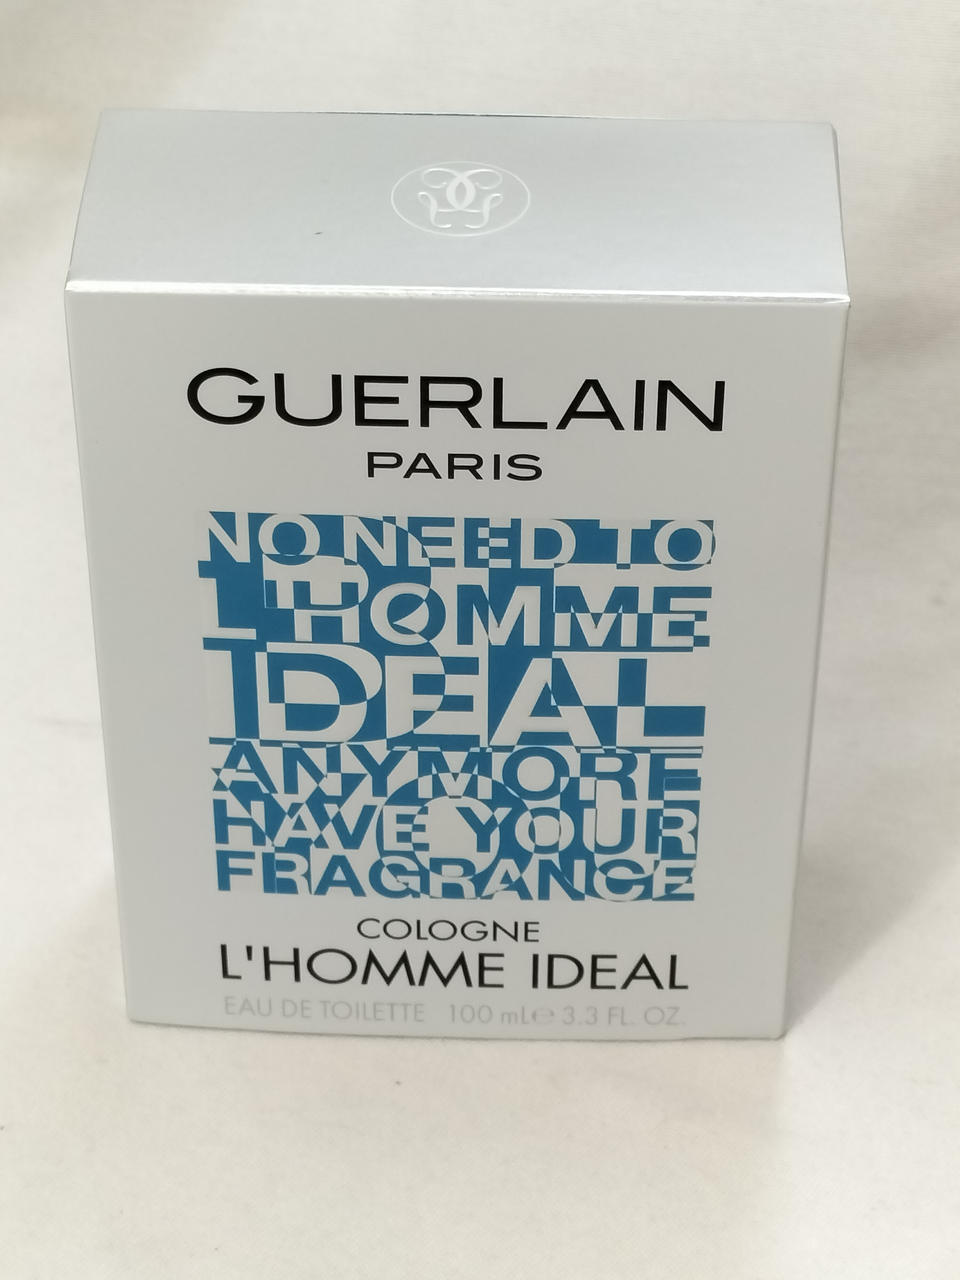 GUERLAIN
PARIS
NO NEED TO
L'HOMME
IDEAL
ANYMORE
HAVE YOUR
FRAGRANCE
COLOGNE
L'HOMME IDEAL
EAU DE TOILETTE 100 mL℮ 3.3 FL. OZ.